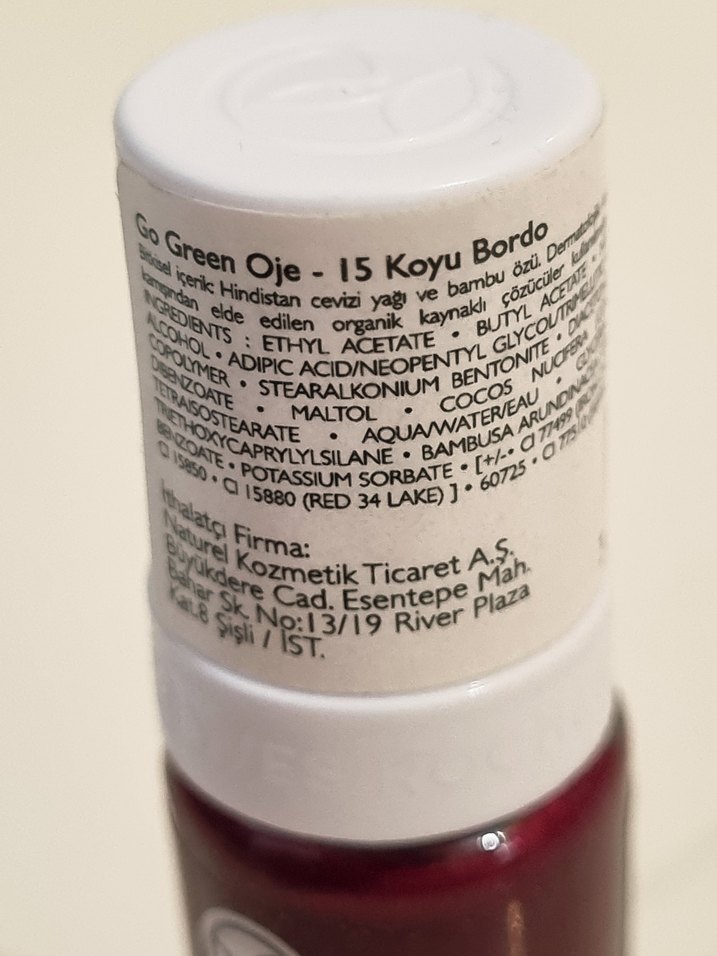 Go Green Oje - 15 Koyu Bordo
Bitkisel içerik: Hindistan cevizi yağı ve bambu özü. Dermatolojik
kamışından elde edilen organik kaynaklı çözücüler
INGREDIENTS : ETHYL ACETATE • BUTYL ACETATE •
ALCOHOL • ADIPIC ACID/NEOPENTYL GLYCOL/TRIMELLITIC
COPOLYMER • STEARALKONIUM BENTONITE •
DIBENZOATE • MALTOL • COCOS NUCIFERA
TETRAISOSTEARATE • AQUA/WATER/EAU •
TRIETHOXYCAPRYLYLSILANE • BAMBUSA ARUNDINACEA
BENZOATE • POTASSIUM SORBATE • [+/-• CI 77499
CI 15850 • CI 15880 (RED 34 LAKE) ] • 60725 • CI
İthalatçı Firma:
Naturel Kozmetik Ticaret A.Ş.
Büyükdere Cad. Esentepe Mah.
Bahar Sk. No:13/19 River Plaza
Kat.8 Şişli / İST.